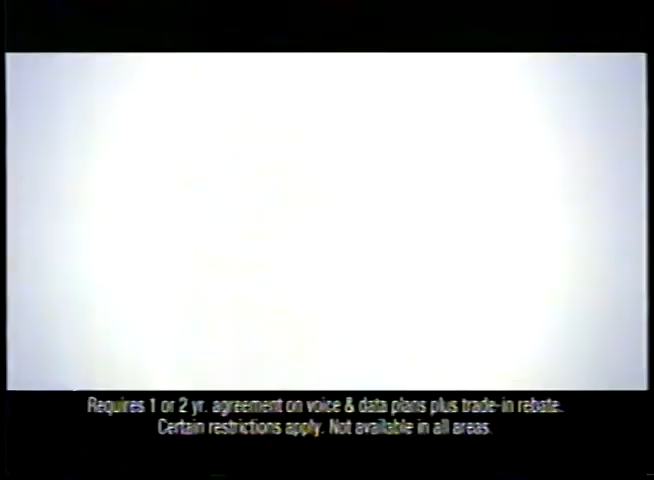 Requires 1 or 2 yr. agreement on voice & data plans plus trade-in rebate.
Certain restrictions apply. Not available in all areas.